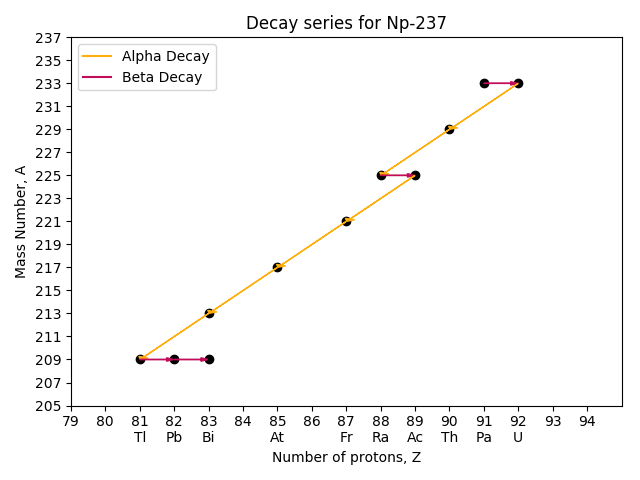 Decay series for Np-237
Alpha Decay
Beta Decay
Mass Number, A
237
235
233
231
229
227
225
223
221
219
217
215
213
211
209
207
205
79 80 81 82 83 84 85 86 87 88 89 90 91 92 93 94
Tl Pb Bi At Fr Ra Ac Th Pa U
Number of protons, Z